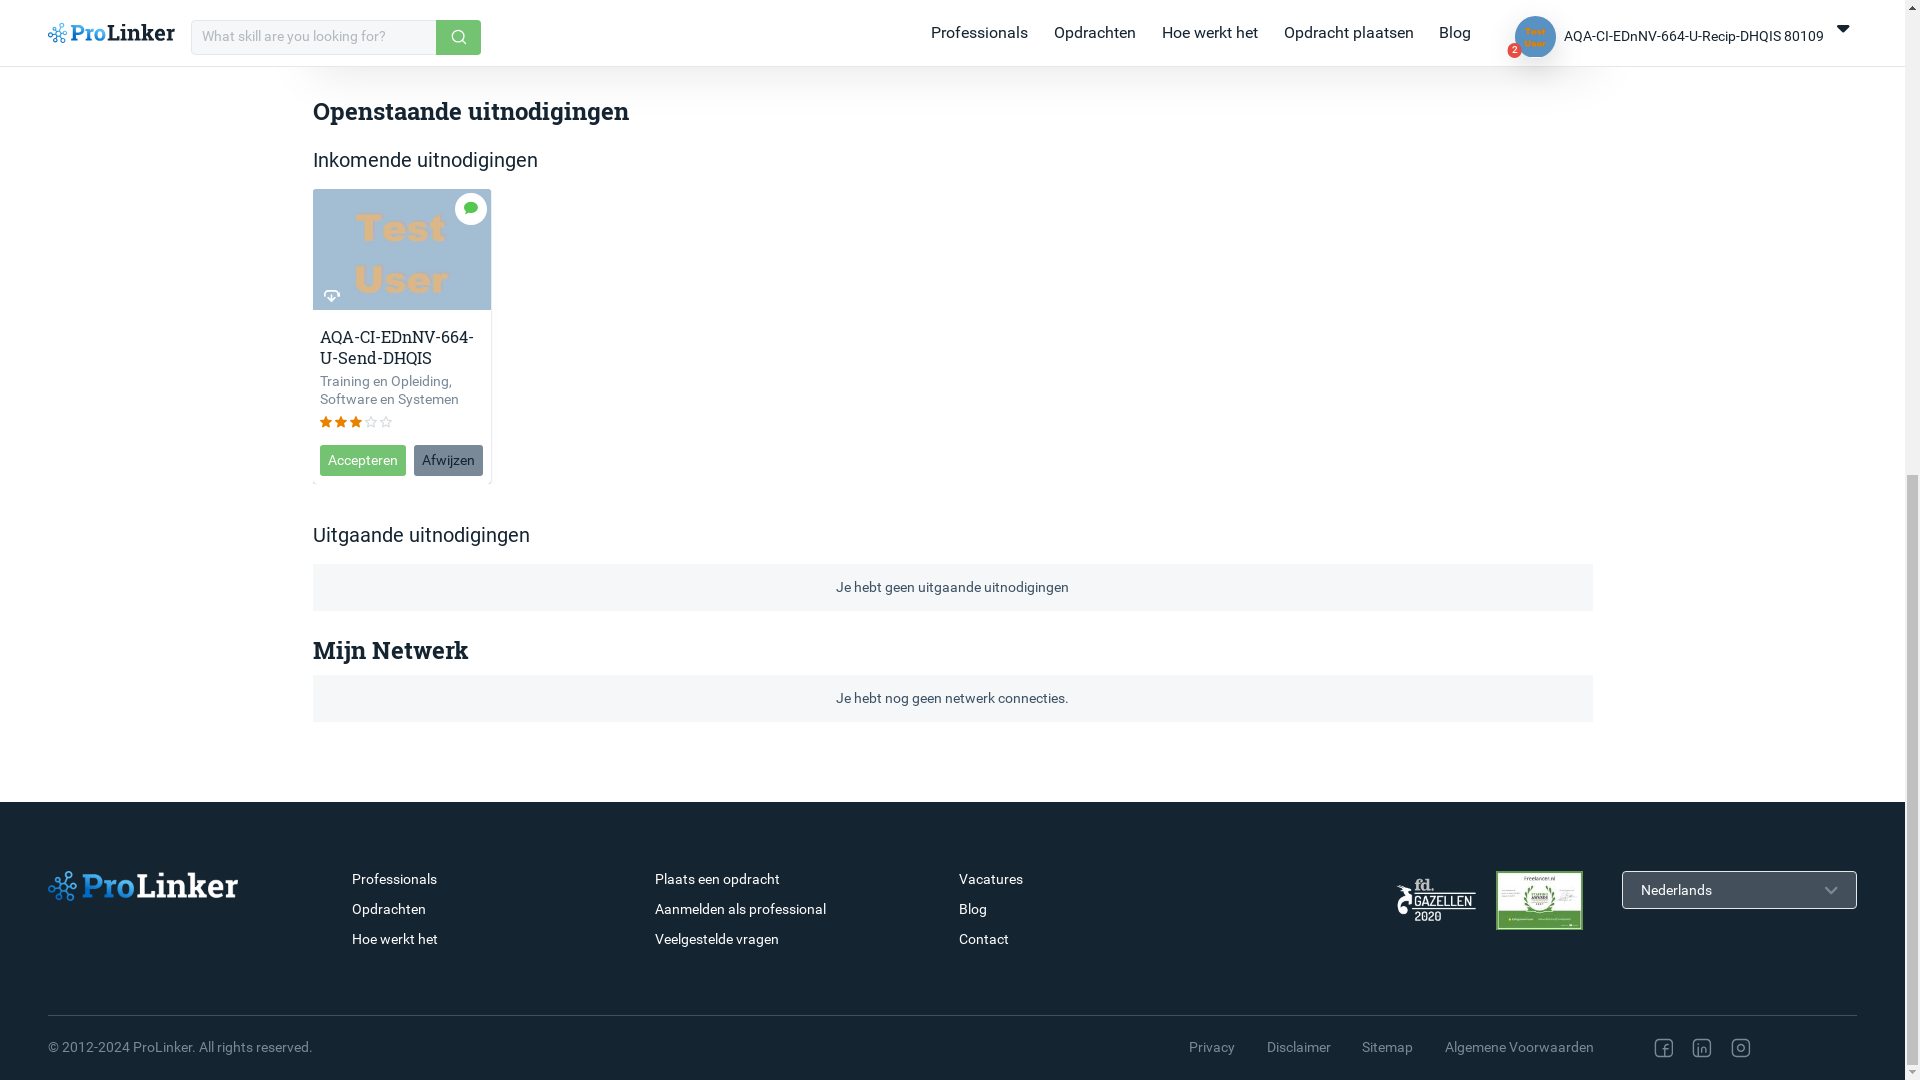 ProLinker
What skill are you looking for?
Professionals
Opdrachten
Hoe werkt het
Opdracht plaatsen
Blog
Test
User
2
AQA-CI-EDnNV-664-U-Recip-DHQIS 80109
Openstaande uitnodigingen
Inkomende uitnodigingen
Test
User
AQA-CI-EDnNV-664-
U-Send-DHQIS
Training en Opleiding,
Software en Systemen
Accepteren
Afwijzen
Uitgaande uitnodigingen
Je hebt geen uitgaande uitnodigingen
Mijn Netwerk
Je hebt nog geen netwerk connecties.
ProLinker
Professionals
Opdrachten
Hoe werkt het
Plaats een opdracht
Aanmelden als professional
Veelgestelde vragen
Vacatures
Blog
Contact
fd.
GAZELLEN
2020
Freelancer.nl
Nederlands
© 2012-2024 ProLinker. All rights reserved.
Privacy
Disclaimer
Sitemap
Algemene Voorwaarden